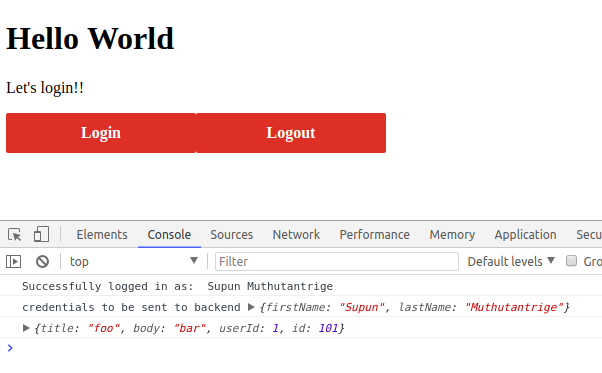 Hello World
Let's login!!
Login Logout
Elements Console Sources Network Performance Memory Application Secu
top Filter Default levels Gro
Successfully logged in as:  Supun Muthutantrige
credentials to be sent to backend {firstName: "Supun", lastName: "Muthutantrige"}
{title: "foo", body: "bar", userId: 1, id: 101}